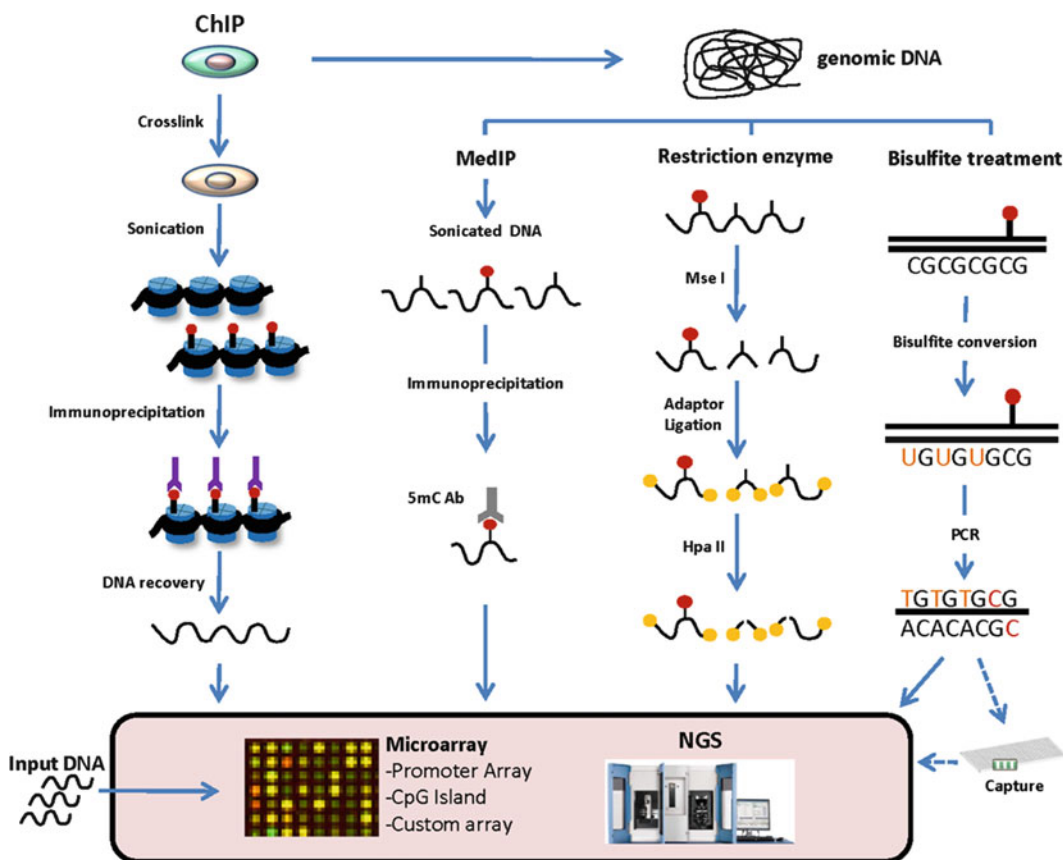 ChIP
genomic DNA
Crosslink
MedIP
Restriction enzyme
Bisulfite treatment
Sonication
Sonicated DNA
Mse I
CGCGCGCG
Bisulfite conversion
Immunoprecipitation
Immunoprecipitation
Adaptor
Ligation
UGUGUGCG
5mC Ab
Hpa II
PCR
DNA recovery
TGTGTGCG
ACACACGC
Input DNA
Microarray
-Promoter Array
-CpG Island
-Custom array
NGS
Capture